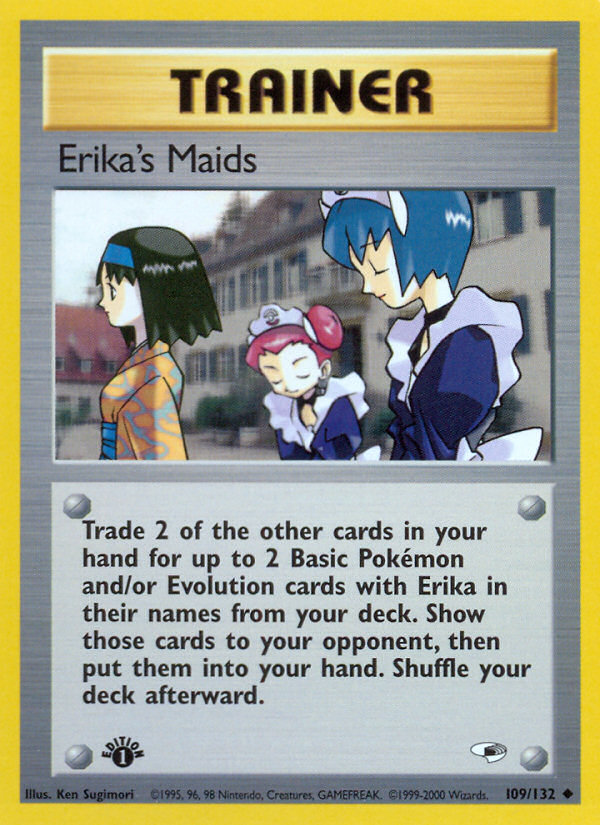 TRAINER
Erika's Maids
Trade 2 of the other cards in your
hand for up to 2 Basic Pokémon
and/or Evolution cards with Erika in
their names from your deck. Show
those cards to your opponent, then
put them into your hand. Shuffle your
deck afterward.
EDITION
1
Illus. Ken Sugimori ©1995, 96, 98 Nintendo, Creatures, GAMEFREAK. ©1999-2000 Wizards. 109/132 ◆